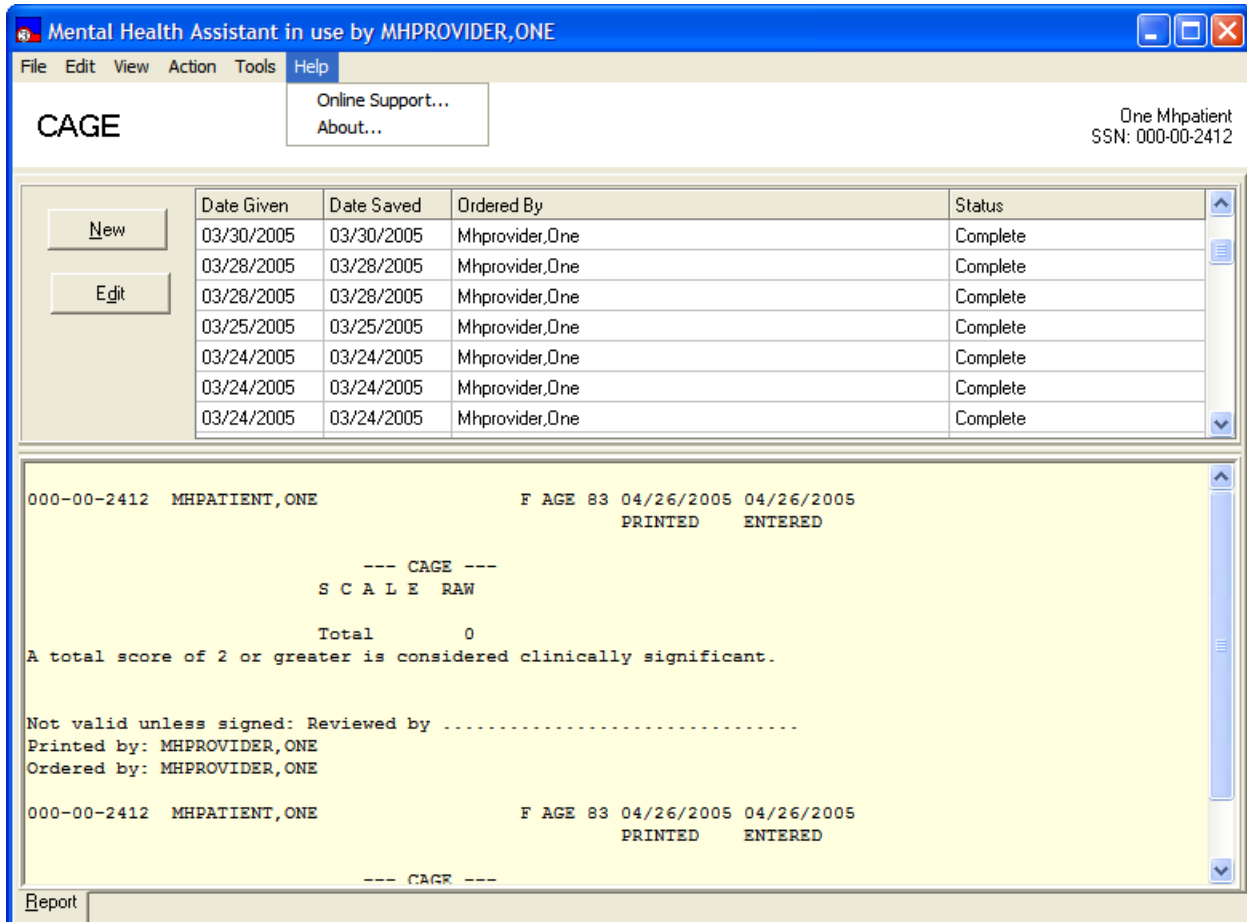 Mental Health Assistant in use by MHPROVIDER,ONE
File Edit View Action Tools Help
Online Support...
About...
CAGE
One Mhpatient
SSN: 000-00-2412
New
Edit
Date Given Date Saved Ordered By Status
03/30/2005 03/30/2005 Mhprovider,One Complete
03/28/2005 03/28/2005 Mhprovider,One Complete
03/28/2005 03/28/2005 Mhprovider,One Complete
03/25/2005 03/25/2005 Mhprovider,One Complete
03/24/2005 03/24/2005 Mhprovider,One Complete
03/24/2005 03/24/2005 Mhprovider,One Complete
03/24/2005 03/24/2005 Mhprovider,One Complete
000-00-2412 MHPATIENT,ONE F AGE 83 04/26/2005 04/26/2005
PRINTED ENTERED
--- CAGE ---
S C A L E RAW
Total 0
A total score of 2 or greater is considered clinically significant.
Not valid unless signed: Reviewed by ................................
Printed by: MHPROVIDER,ONE
Ordered by: MHPROVIDER,ONE
000-00-2412 MHPATIENT,ONE F AGE 83 04/26/2005 04/26/2005
PRINTED ENTERED
--- CAGE ---
Report